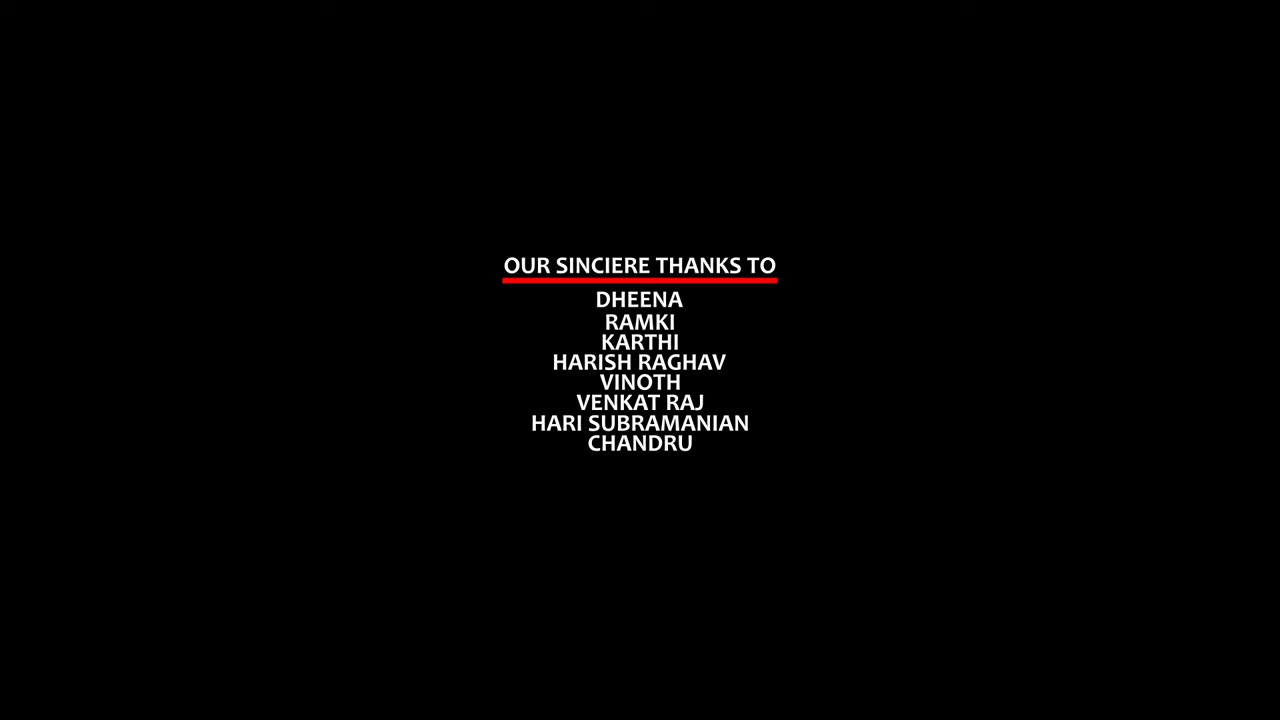 OUR SINCIERE THANKS TO
DHEENA
RAMKI
KARTHI
HARISH RAGHAV
VINOTH
VENKAT RAJ
HARI SUBRAMANIAN
CHANDRU